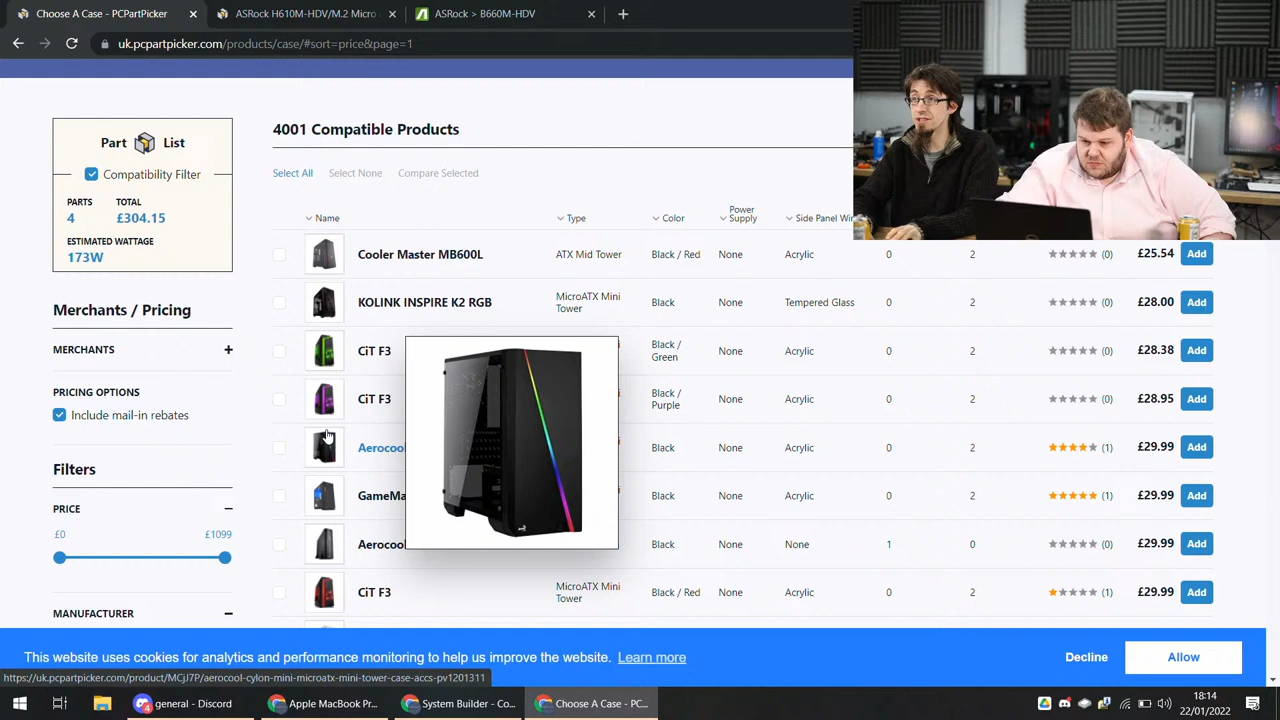 Choose A Case - PCPartPicker
ASRock H610M-HDV/M.2 Micro
ASRock > B660M-HDV
uk.pcpartpicker.com/products/case/#sort=price&page=1
Part List
Compatibility Filter
PARTS TOTAL
4 £304.15
ESTIMATED WATTAGE
173W
Merchants / Pricing
MERCHANTS
PRICING OPTIONS
Include mail-in rebates
Filters
PRICE
£0 £1099
MANUFACTURER
4001 Compatible Products
Select All Select None Compare Selected
Name Type Color Power Supply Side Panel Wi
Cooler Master MB600L ATX Mid Tower Black / Red None Acrylic 0 2 (0) £25.54 Add
KOLINK INSPIRE K2 RGB MicroATX Mini Tower Black None Tempered Glass 0 2 (0) £28.00 Add
CiT F3 Black / Green None Acrylic 0 2 (0) £28.38 Add
CiT F3 Black / Purple None Acrylic 0 2 (0) £28.95 Add
Aerocool Black None Acrylic 0 2 (1) £29.99 Add
GameMa Black None Acrylic 0 2 (1) £29.99 Add
Aerocool Black None None 1 0 (0) £29.99 Add
CiT F3 MicroATX Mini Tower Black / Red None Acrylic 0 2 (1) £29.99 Add
This website uses cookies for analytics and performance monitoring to help us improve the website. Learn more
Decline Allow
https://uk.pcpartpicker.com/product/MCjJ7P/aerocool-cylon-mini-microatx-mini-tower-case-accs-pv1201311
general - Discord
Apple MacBook P
System Builder - Co...
Choose A Case - PC...
18:14
22/01/2022